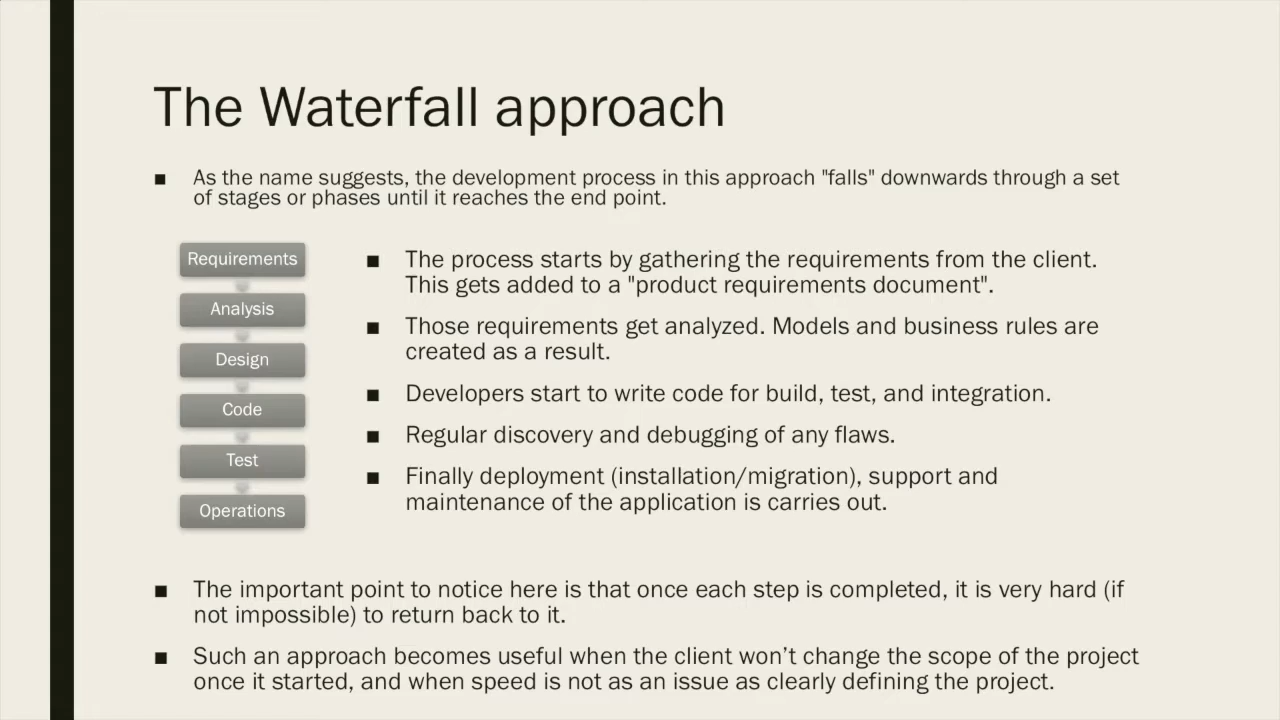 The Waterfall approach
■ As the name suggests, the development process in this approach "falls" downwards through a set
of stages or phases until it reaches the end point.
Requirements
Analysis
Design
Code
Test
Operations
■ The process starts by gathering the requirements from the client.
This gets added to a "product requirements document".
■ Those requirements get analyzed. Models and business rules are
created as a result.
■ Developers start to write code for build, test, and integration.
■ Regular discovery and debugging of any flaws.
■ Finally deployment (installation/migration), support and
maintenance of the application is carries out.
■ The important point to notice here is that once each step is completed, it is very hard (if
not impossible) to return back to it.
■ Such an approach becomes useful when the client won’t change the scope of the project
once it started, and when speed is not as an issue as clearly defining the project.